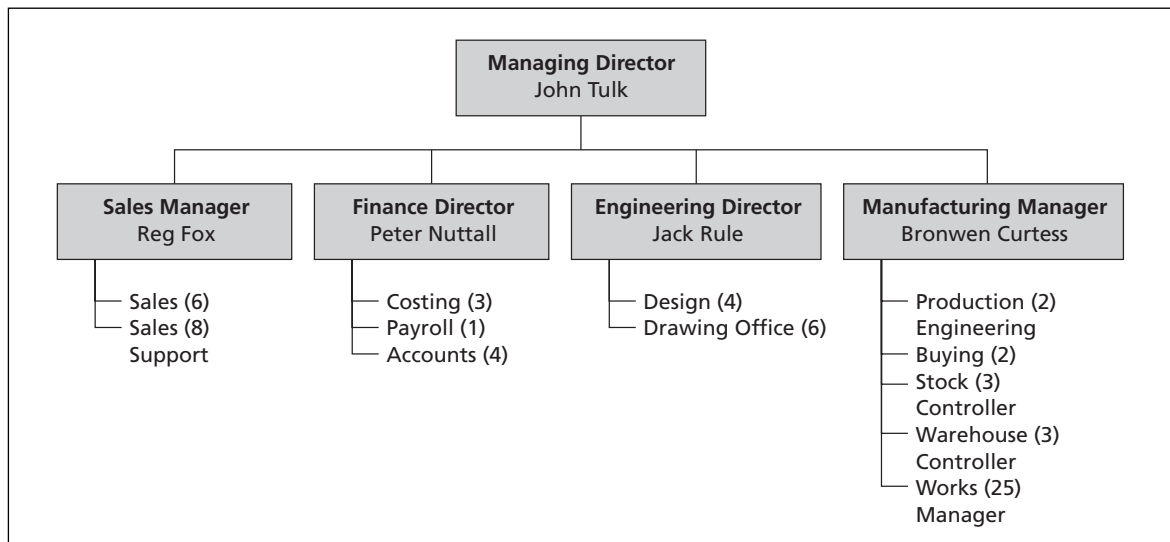 Managing Director
John Tulk
Sales Manager
Reg Fox
Finance Director
Peter Nuttall
Engineering Director
Jack Rule
Manufacturing Manager
Bronwen Curtess
Sales (6)
Sales (8)
Support
Costing (3)
Payroll (1)
Accounts (4)
Design (4)
Drawing Office (6)
Production (2)
Engineering
Buying (2)
Stock (3)
Controller
Warehouse (3)
Controller
Works (25)
Manager